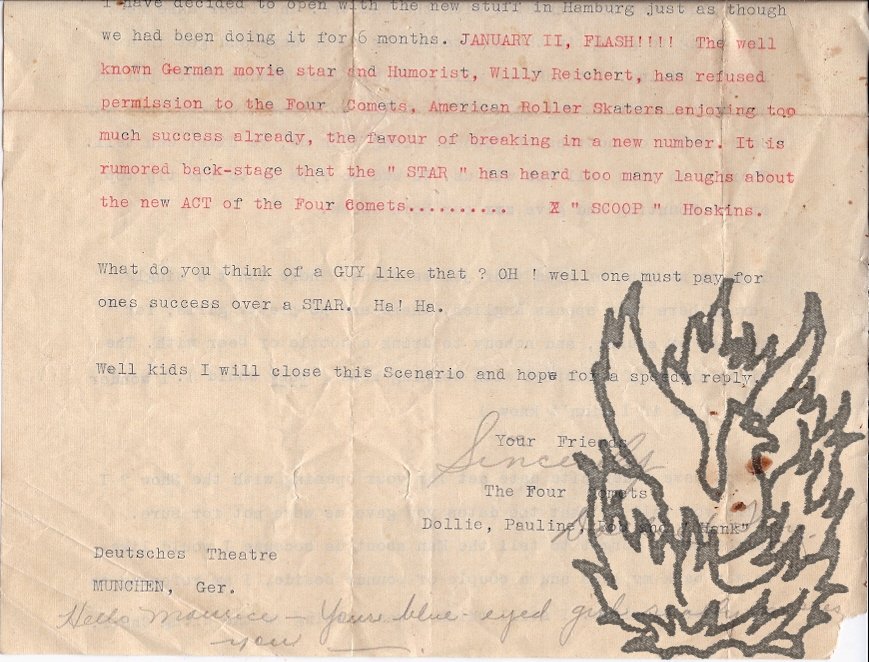 I have decided to open with the new stuff in Hamburg just as though
we had been doing it for 6 months. JANUARY II, FLASH!!!! The well
known German movie star and Humorist, Willy Reichert, has refused
permission to the Four Comets, American Roller Skaters enjoying too
much success already, the favour of breaking in a new number. It is
rumored back-stage that the " STAR " has heard too many laughs about
the new ACT of the Four Comets.......... " SCOOP " Hoskins.
What do you think of a GUY like that ? OH ! well one must pay for
ones success over a STAR. Ha! Ha.
Well kids I will close this Scenario and hope for a speedy reply.
Your Friends
Sincerely
The Four Comets
Dollie, Pauline, Lou and " Hank"
Deutsches Theatre
MUNCHEN, Ger.
Hello Maurice - Your blue-eyed girl
you